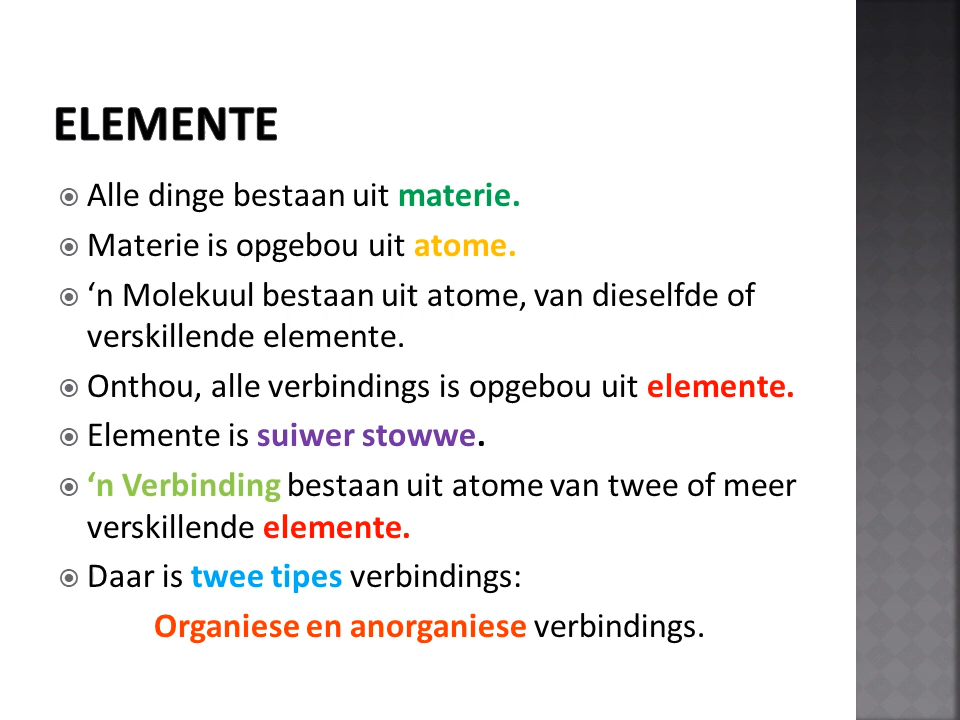 ELEMENTE
Alle dinge bestaan uit materie.
Materie is opgebou uit atome.
‘n Molekuul bestaan uit atome, van dieselfde of
verskillende elemente.
Onthou, alle verbindings is opgebou uit elemente.
Elemente is suiwer stowwe.
‘n Verbinding bestaan uit atome van twee of meer
verskillende elemente.
Daar is twee tipes verbindings:
Organiese en anorganiese verbindings.